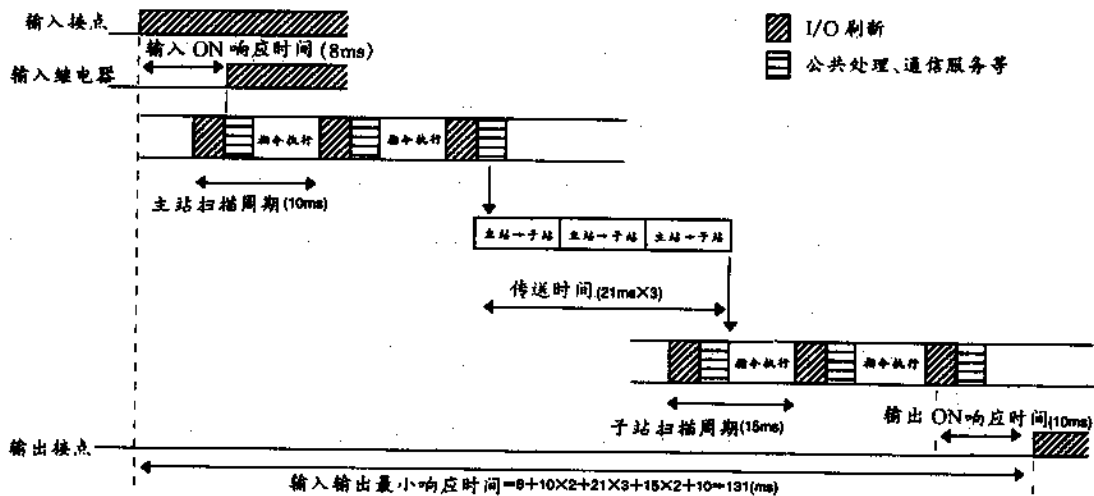 输入接点
I/O 刷新
输入 ON 响应时间 (8ms)
公共处理、通信服务等
输入继电器
指令执行
指令执行
主站扫描周期(10ms)
主站→子站
主站→子站
主站→子站
传送时间(21ms×3)
指令执行
指令执行
子站扫描周期(15ms)
输出 ON响应时间(10ms)
输出接点
输入输出最小响应时间=8+10×2+21×3+15×2+10=131(ms)